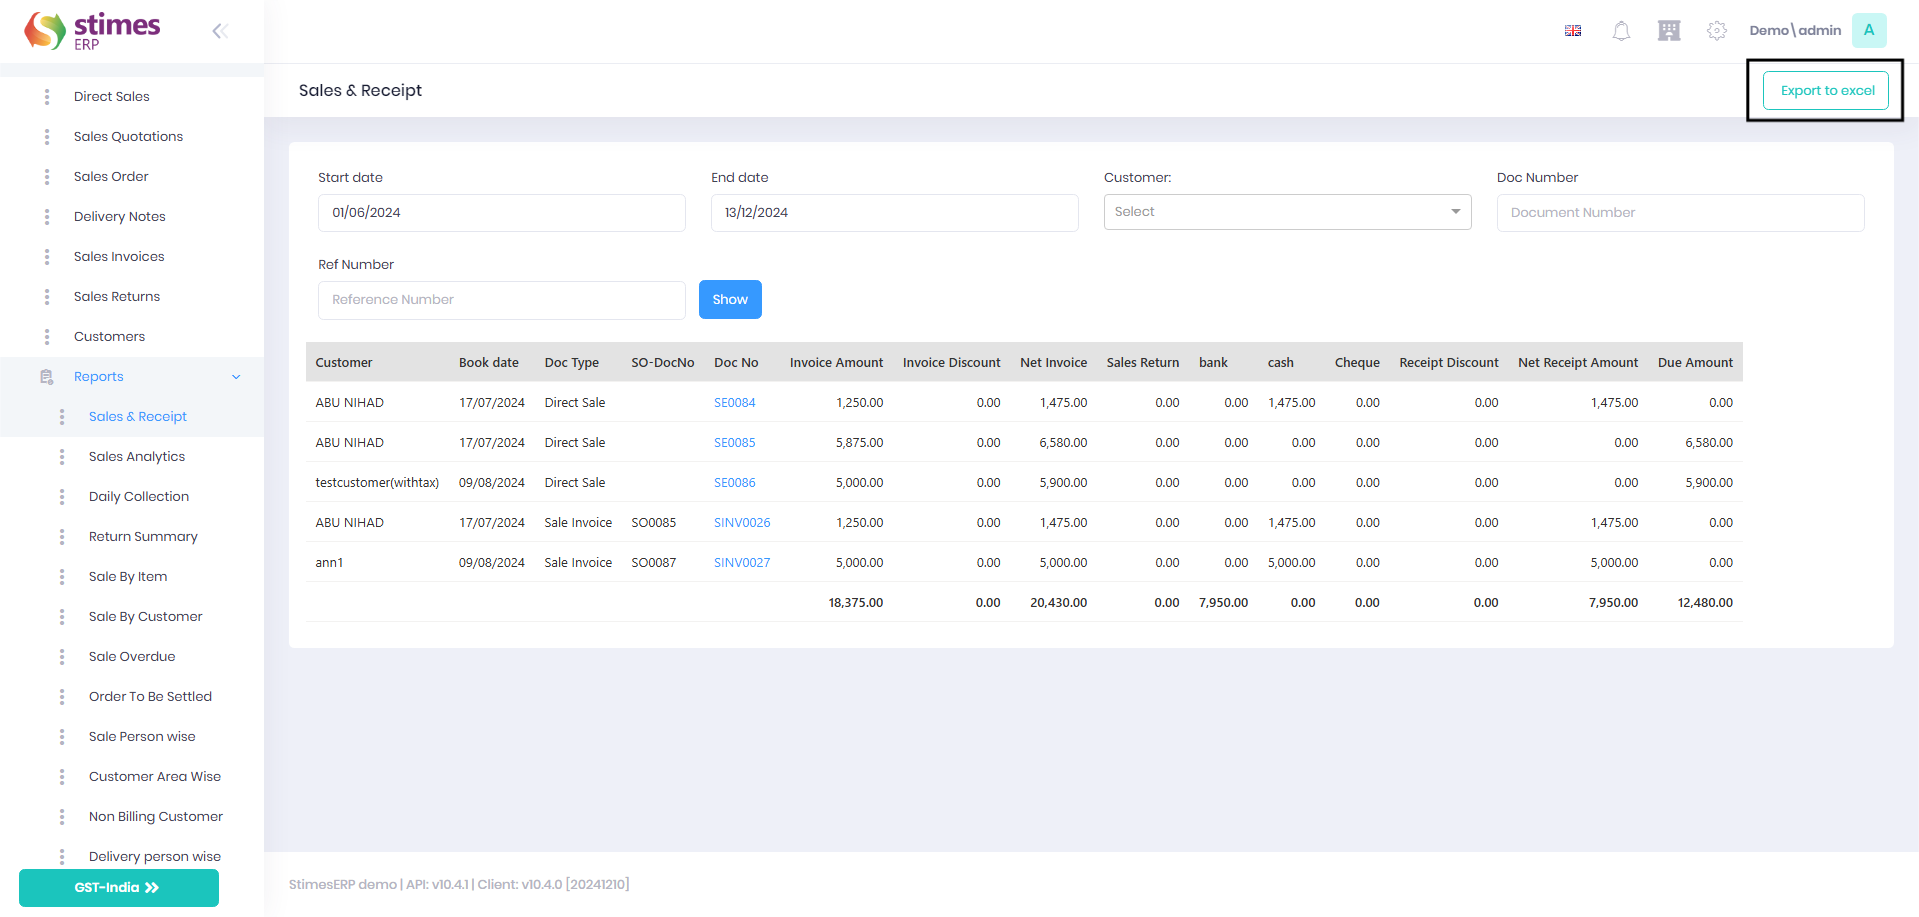 stimes
ERP
Demo\admin
A
Direct Sales
Sales Quotations
Sales Order
Delivery Notes
Sales Invoices
Sales Returns
Customers
Reports
Sales & Receipt
Sales Analytics
Daily Collection
Return Summary
Sale By Item
Sale By Customer
Sale Overdue
Order To Be Settled
Sale Person wise
Customer Area Wise
Non Billing Customer
Delivery person wise
GST-India
Sales & Receipt
Export to excel
Start date End date Customer: Doc Number
01/06/2024 13/12/2024 Select Document Number
Ref Number
Reference Number Show
Customer Book date Doc Type SO-DocNo Doc No Invoice Amount Invoice Discount Net Invoice Sales Return bank cash Cheque Receipt Discount Net Receipt Amount Due Amount
ABU NIHAD 17/07/2024 Direct Sale SE0084 1,250.00 0.00 1,475.00 0.00 0.00 1,475.00 0.00 0.00 1,475.00 0.00
ABU NIHAD 17/07/2024 Direct Sale SE0085 5,875.00 0.00 6,580.00 0.00 0.00 0.00 0.00 0.00 0.00 6,580.00
testcustomer(withtax) 09/08/2024 Direct Sale SE0086 5,000.00 0.00 5,900.00 0.00 0.00 0.00 0.00 0.00 0.00 5,900.00
ABU NIHAD 17/07/2024 Sale Invoice SO0085 SINV0026 1,250.00 0.00 1,475.00 0.00 0.00 1,475.00 0.00 0.00 1,475.00 0.00
ann1 09/08/2024 Sale Invoice SO0087 SINV0027 5,000.00 0.00 5,000.00 0.00 0.00 5,000.00 0.00 0.00 5,000.00 0.00
18,375.00 0.00 20,430.00 0.00 7,950.00 0.00 0.00 0.00 7,950.00 12,480.00
StimesERP demo | API: v10.4.1 | Client: v10.4.0 [20241210]